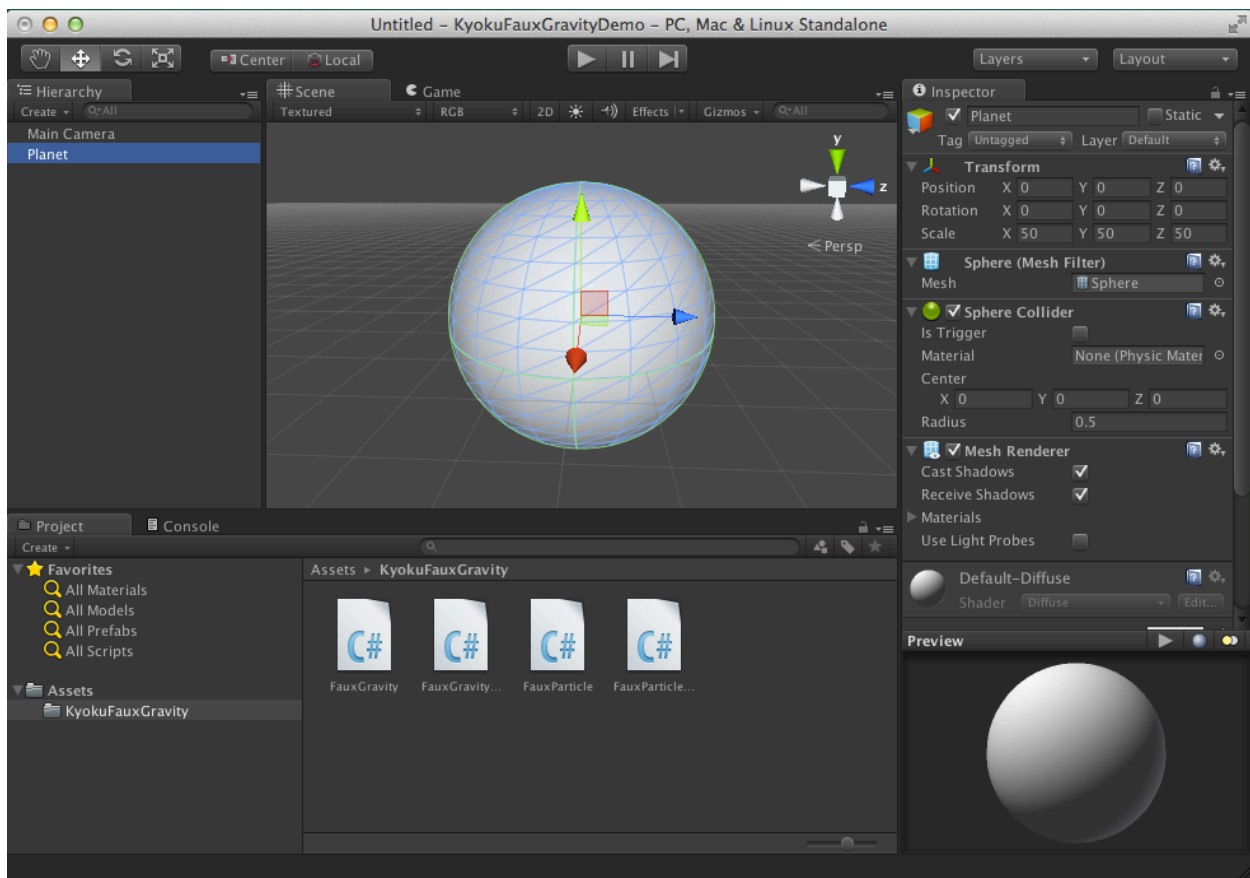 Untitled – KyokuFauxGravityDemo – PC, Mac & Linux Standalone
Center Local Layers Layout
Hierarchy
Create All
Main Camera
Planet
Scene Game
Textured RGB 2D Effects Gizmos All
y
z
Persp
Inspector
Planet Static
Tag Untagged Layer Default
Transform
Position X 0 Y 0 Z 0
Rotation X 0 Y 0 Z 0
Scale X 50 Y 50 Z 50
Sphere (Mesh Filter)
Mesh Sphere
Sphere Collider
Is Trigger
Material None (Physic Mater
Center
X 0 Y 0 Z 0
Radius 0.5
Mesh Renderer
Cast Shadows
Receive Shadows
Materials
Use Light Probes
Default-Diffuse
Shader Diffuse Edit...
Preview
Project Console
Create
Favorites
All Materials
All Models
All Prefabs
All Scripts
Assets
KyokuFauxGravity
Assets ▸ KyokuFauxGravity
C# C# C# C#
FauxGravity FauxGravity... FauxParticle FauxParticle...